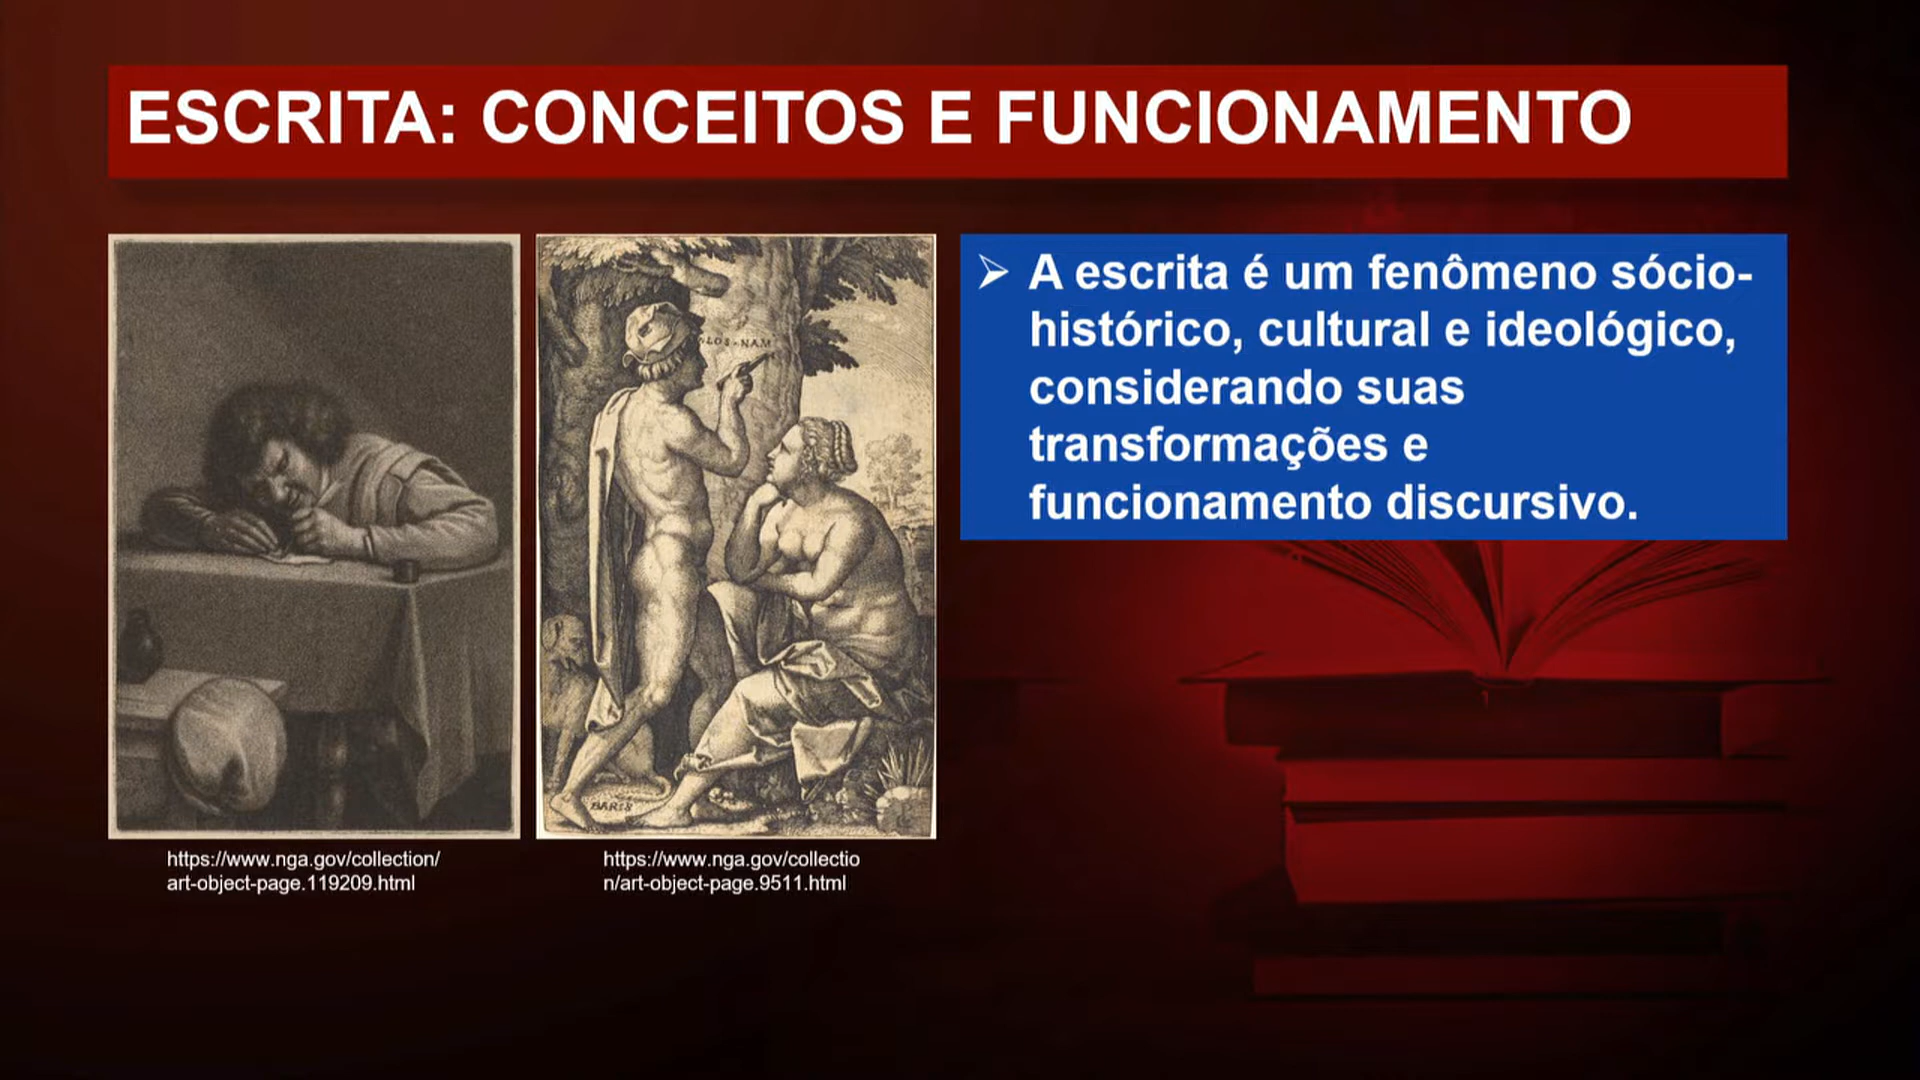 ESCRITA: CONCEITOS E FUNCIONAMENTO
➢ A escrita é um fenômeno sócio-
histórico, cultural e ideológico,
considerando suas
transformações e
funcionamento discursivo.
NAM
https://www.nga.gov/collection/
art-object-page.119209.html
https://www.nga.gov/collectio
n/art-object-page.9511.html